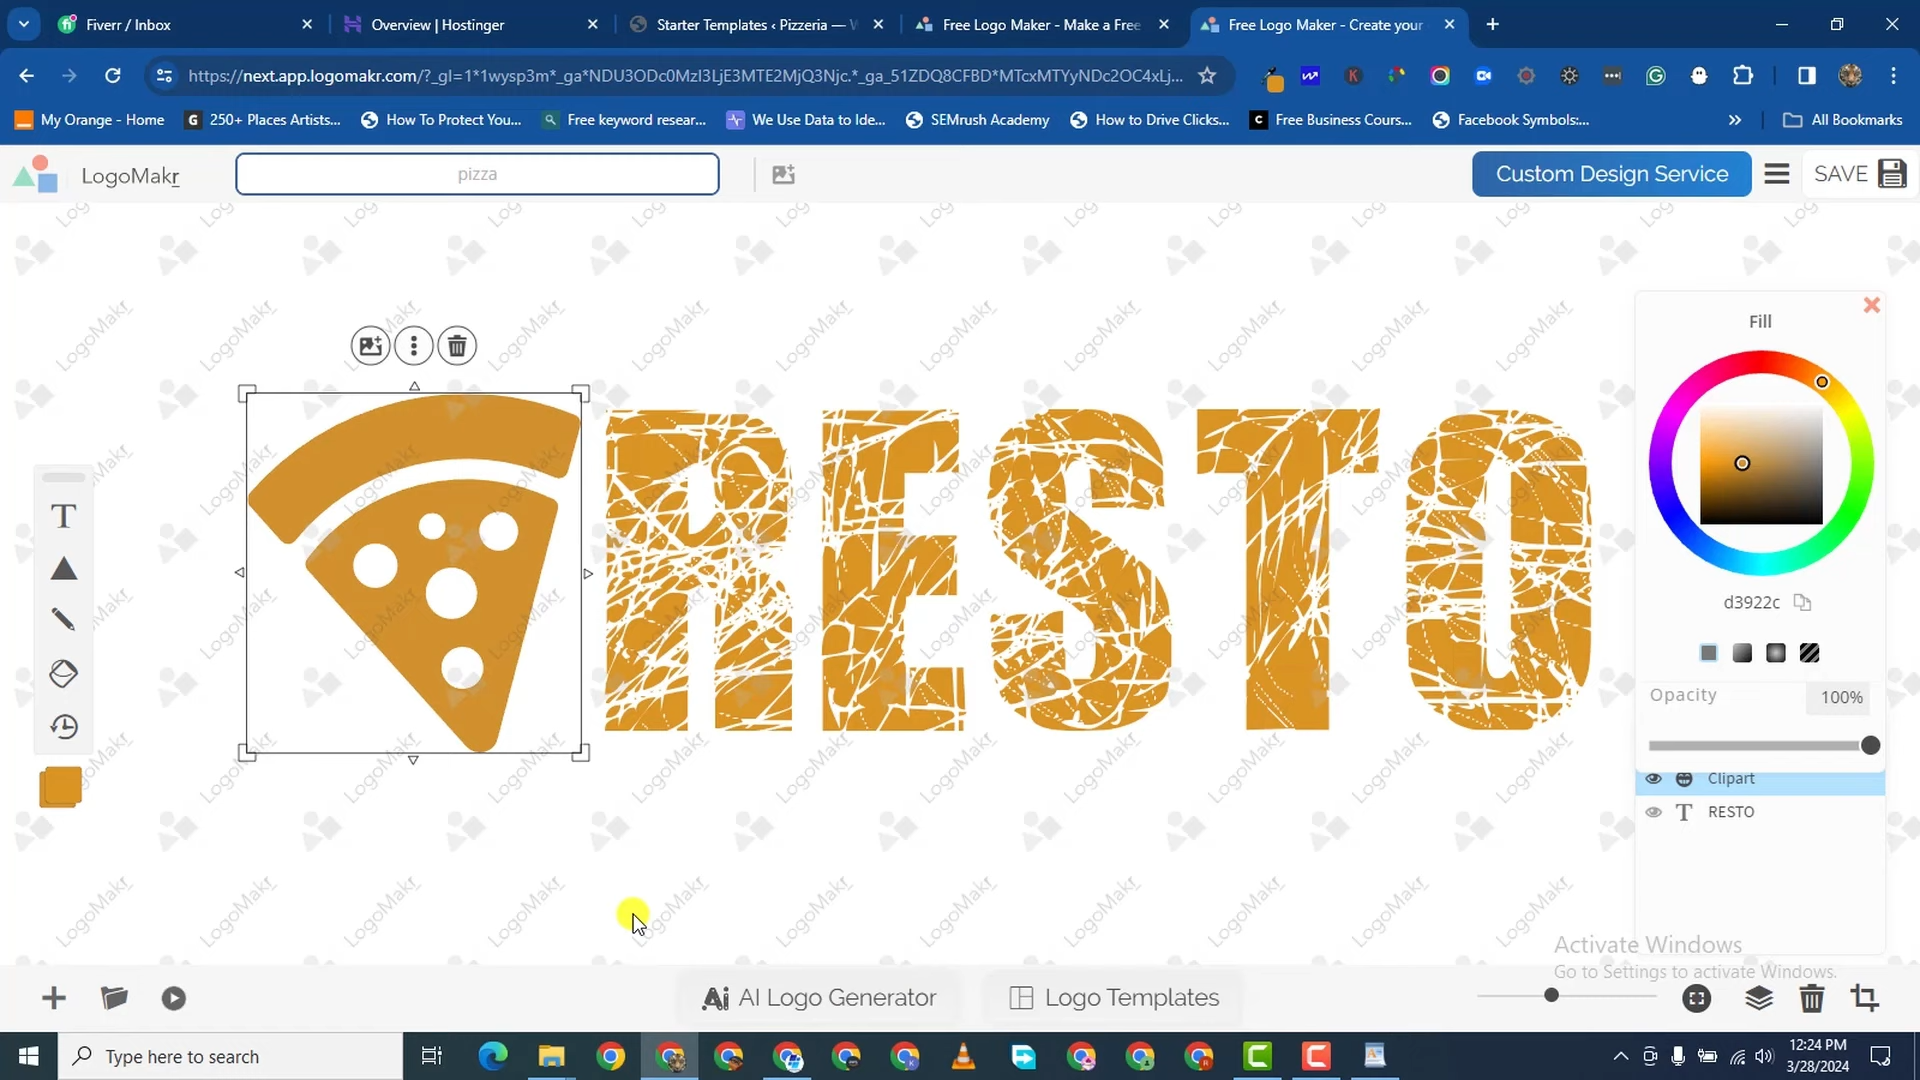 Fiverr / Inbox
Overview | Hostinger
Starter Templates ‹ Pizzeria — W
Free Logo Maker - Make a Free
Free Logo Maker - Create your
https://next.app.logomakr.com/?_gl=1*1wysp3m*_ga*NDU3ODc0MzI3LjE3MTE2MjQ3Njc.*_ga_51ZDQ8CFBD*MTcxMTYyNDc2OC4xLj...
My Orange - Home
250+ Places Artists...
How To Protect You...
Free keyword resear...
We Use Data to Ide...
SEMrush Academy
How to Drive Clicks...
Free Business Cours...
Facebook Symbols:...
All Bookmarks
LogoMakr
pizza
Custom Design Service
SAVE
Fill
RESTO
d3922c
Opacity
100%
Clipart
RESTO
Activate Windows
Go to Settings to activate Windows.
AI Logo Generator
Logo Templates
Type here to search
12:24 PM
3/28/2024